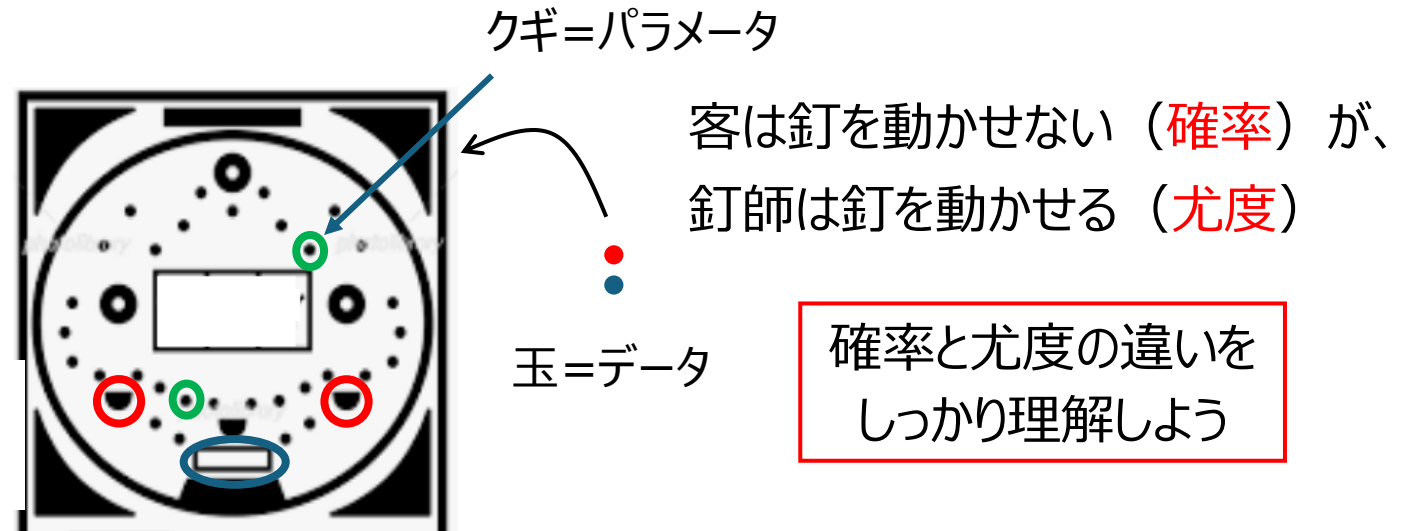 クギ=パラメータ
客は釘を動かせない（確率）が、
釘師は釘を動かせる（尤度）
玉=データ
確率と尤度の違いを
しっかり理解しよう
photolibrary
photolibrary